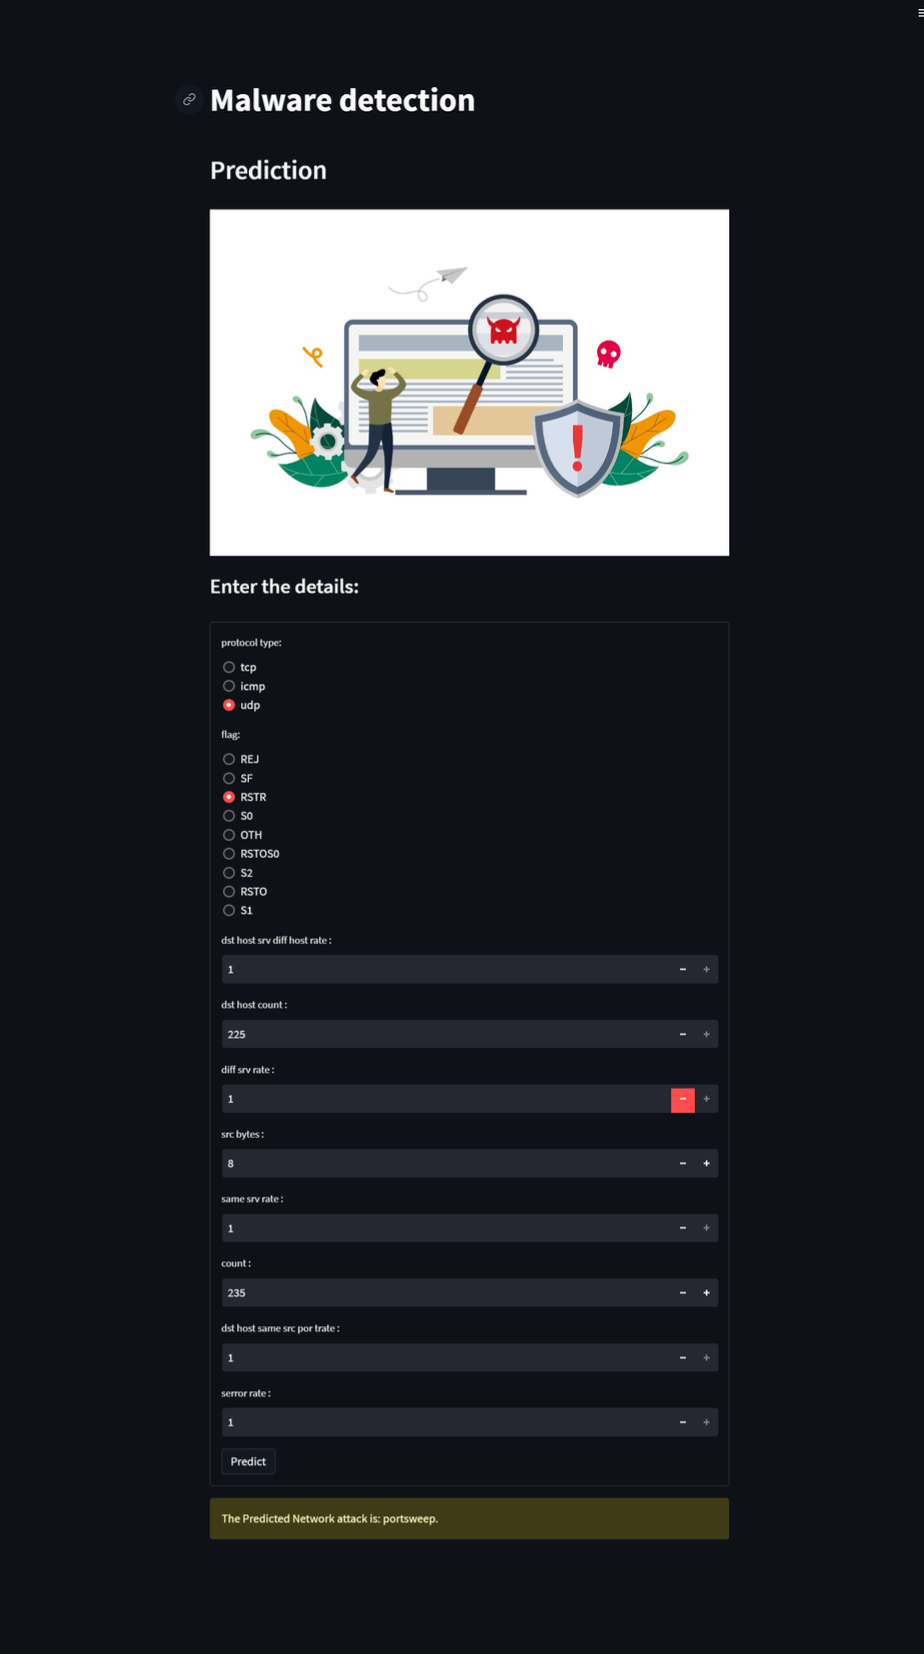 Malware detection
Prediction
Enter the details:
protocol type:
tcp
icmp
udp
flag:
REJ
SF
RSTR
S0
OTH
RSTOS0
S2
RSTO
S1
dst host srv diff host rate :
1
dst host count :
225
diff srv rate :
1
src bytes :
8
same srv rate :
1
count :
235
dst host same src por trate :
1
serror rate :
1
Predict
The Predicted Network attack is: portsweep.